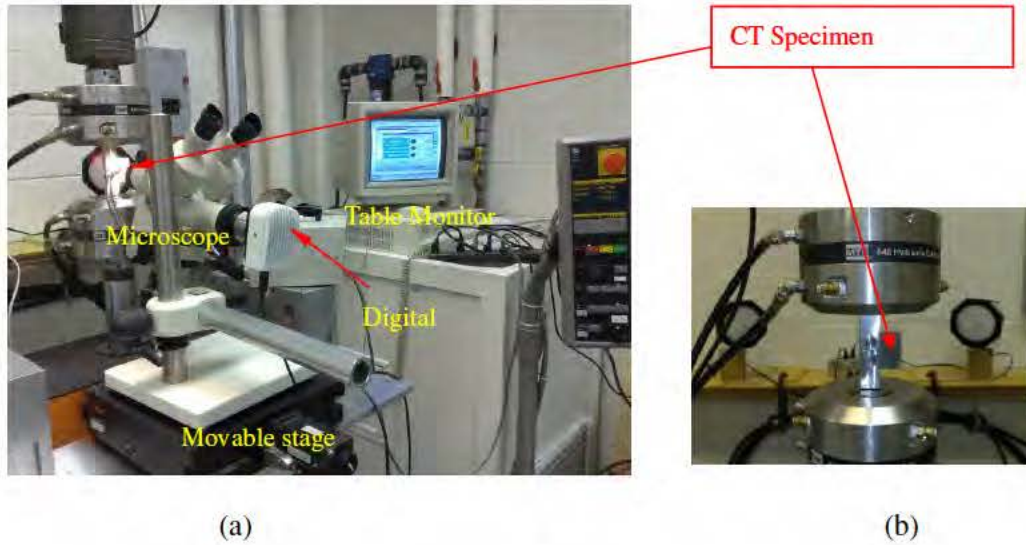 CT Specimen
Table Monitor
Microscope
Digital
Movable stage
(a)
(b)